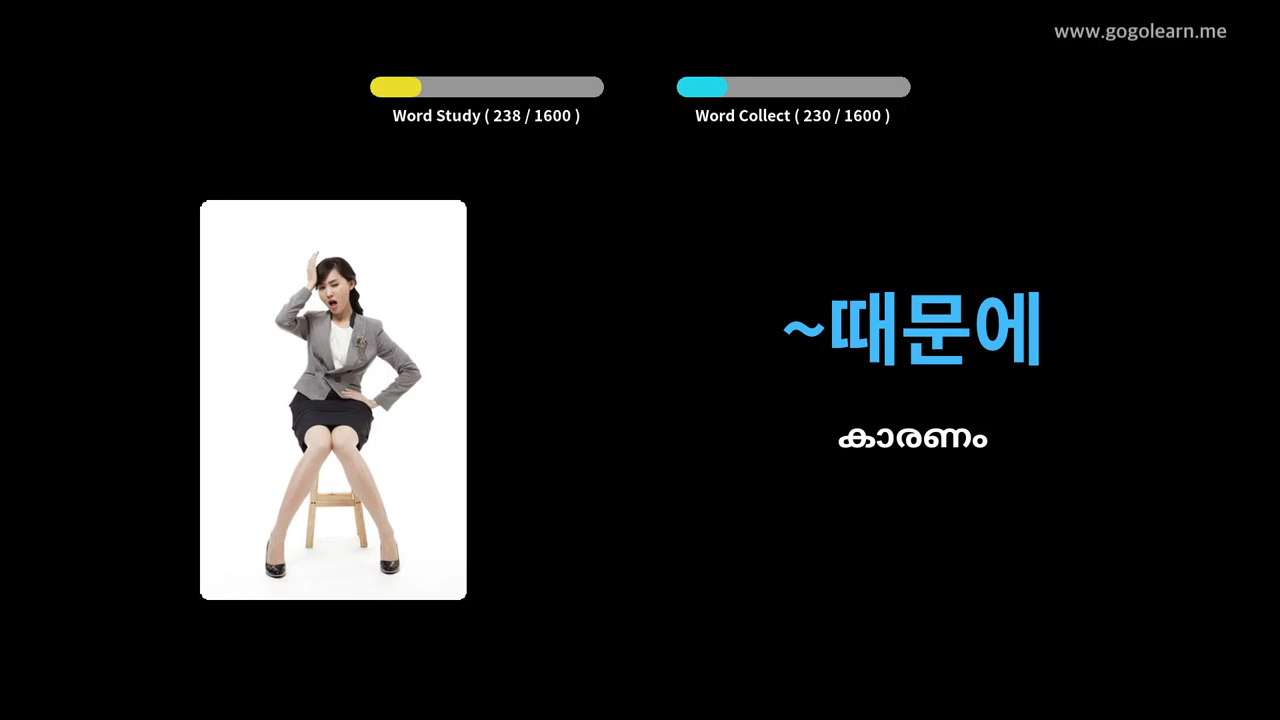 www.gogolearn.me
Word Study ( 238 / 1600 )
Word Collect ( 230 / 1600 )
~때문에
കാരണം